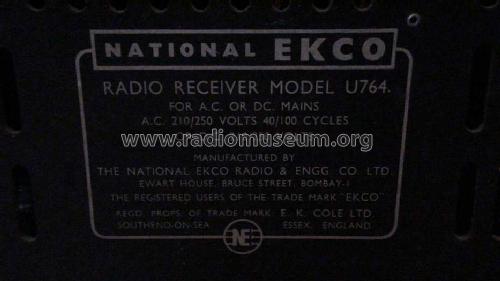 NATIONAL EKCO
RADIO RECEIVER MODEL U764.
FOR A.C. OR D.C. MAINS
A.C. 210/250 VOLTS 40/100 CYCLES
www.radiomuseum.org
MANUFACTURED BY
THE NATIONAL EKCO RADIO & ENGG. CO. LTD.
EWART HOUSE, BRUCE STREET, BOMBAY-1
THE REGISTERED USERS OF THE TRADE MARK "EKCO"
REGD. PROPS. OF TRADE MARK E. K. COLE LTD.
SOUTHEND-ON-SEA ESSEX, ENGLAND.
NE